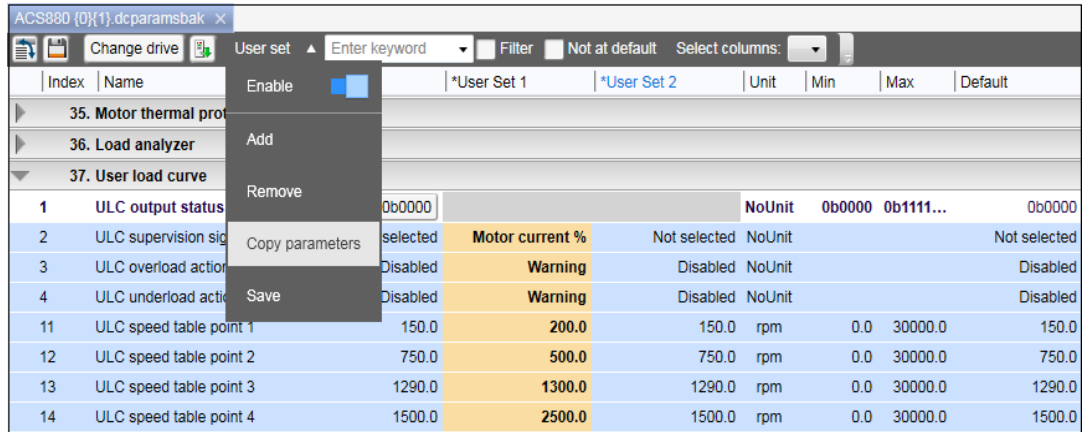 ACS880 {0}{1}.dcparamsbak ×
Change drive User set ▲ Enter keyword Filter Not at default Select columns:
Index Name *User Set 1 *User Set 2 Unit Min Max Default
Enable
35. Motor thermal prot
36. Load analyzer
Add
37. User load curve
Remove
1 ULC output status 0b0000 NoUnit 0b0000 0b1111... 0b0000
2 ULC supervision sig selected Motor current % Not selected NoUnit Not selected
Copy parameters
3 ULC overload action Disabled Warning Disabled NoUnit Disabled
4 ULC underload actio Disabled Warning Disabled NoUnit Disabled
Save
11 ULC speed table point 1 150.0 200.0 150.0 rpm 0.0 30000.0 150.0
12 ULC speed table point 2 750.0 500.0 750.0 rpm 0.0 30000.0 750.0
13 ULC speed table point 3 1290.0 1300.0 1290.0 rpm 0.0 30000.0 1290.0
14 ULC speed table point 4 1500.0 2500.0 1500.0 rpm 0.0 30000.0 1500.0